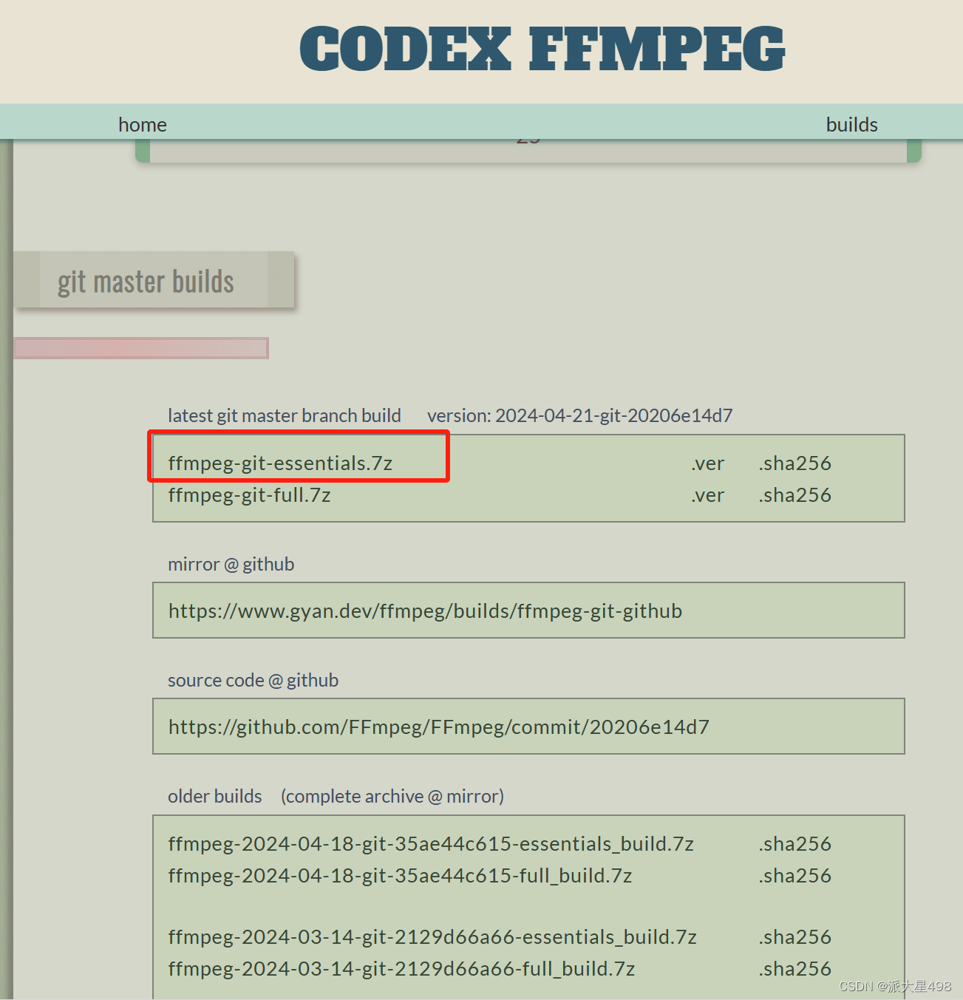 CODEX FFMPEG
home builds
git master builds
latest git master branch build version: 2024-04-21-git-20206e14d7
ffmpeg-git-essentials.7z .ver .sha256
ffmpeg-git-full.7z .ver .sha256
mirror @ github
https://www.gyan.dev/ffmpeg/builds/ffmpeg-git-github
source code @ github
https://github.com/FFmpeg/FFmpeg/commit/20206e14d7
older builds (complete archive @ mirror)
ffmpeg-2024-04-18-git-35ae44c615-essentials_build.7z .sha256
ffmpeg-2024-04-18-git-35ae44c615-full_build.7z .sha256
ffmpeg-2024-03-14-git-2129d66a66-essentials_build.7z .sha256
ffmpeg-2024-03-14-git-2129d66a66-full_build.7z .sha256
CSDN @派大星498